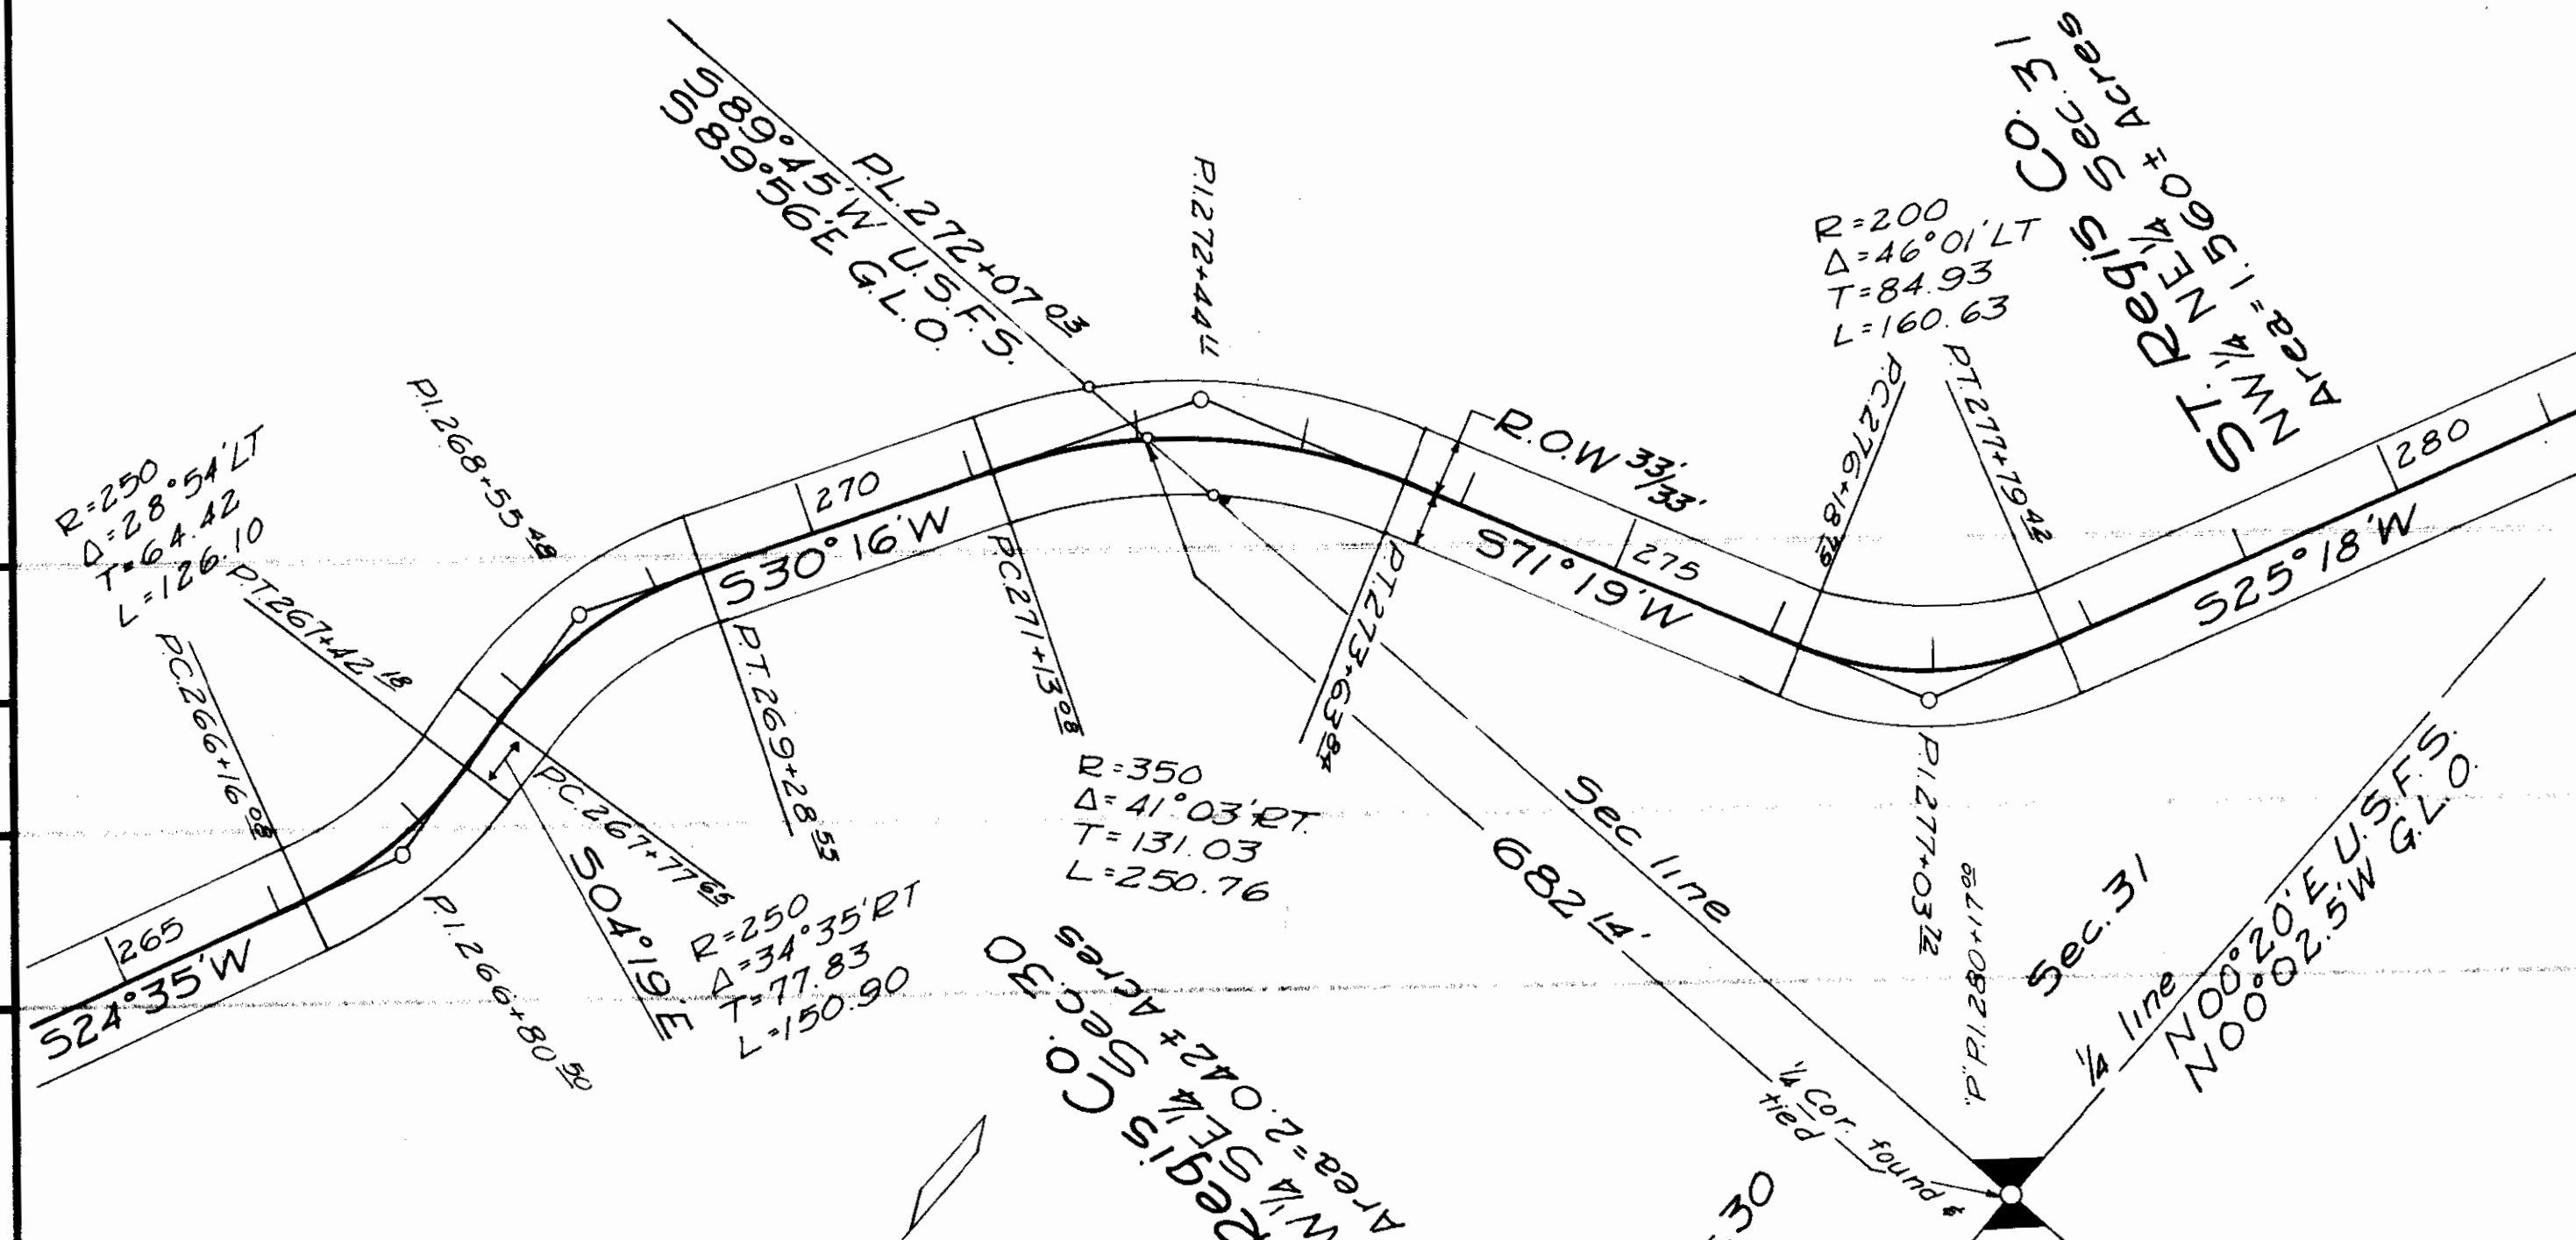 S89°45'W U.S.F.S.
S89°56'E G.L.O.
P.L. 272+07 03
P.I. 272+44 11
R=200
Δ=46°01'LT
T=84.93
L=160.63
P.C. 276+18 79
P.T. 277+79 42
ST. Regis Co.
NW¼ NE¼ Sec. 31
Area=1.560± Acres
R=250
Δ=28°54'LT
T=64.42
L=126.10
P.I. 268+55 48
P.T. 267+42 18
P.C. 266+16 08
265
S24°35'W
P.I. 266+80 50
P.C. 267+77 65
S04°19'E
R=250
Δ=34°35'RT
T=77.83
L=150.90
270
S30°16'W
P.T. 269+28 55
P.C. 271+13 08
R=350
Δ=41°03'RT.
T=131.03
L=250.76
P.T. 273+63 84
R.O.W 33'/33'
S71°19'W
275
280
S25°18'W
P.I. 277+03 72
"P" P.I. 280+17 00
Sec line
682 14'
¼ Cor. found &
tied
Sec. 31
¼ line
N00°20'E U.S.F.S.
N00°02.5'W G.L.O.
Regis Co.
W¼ SE¼ Sec. 30
Area=2.042± Acres
30